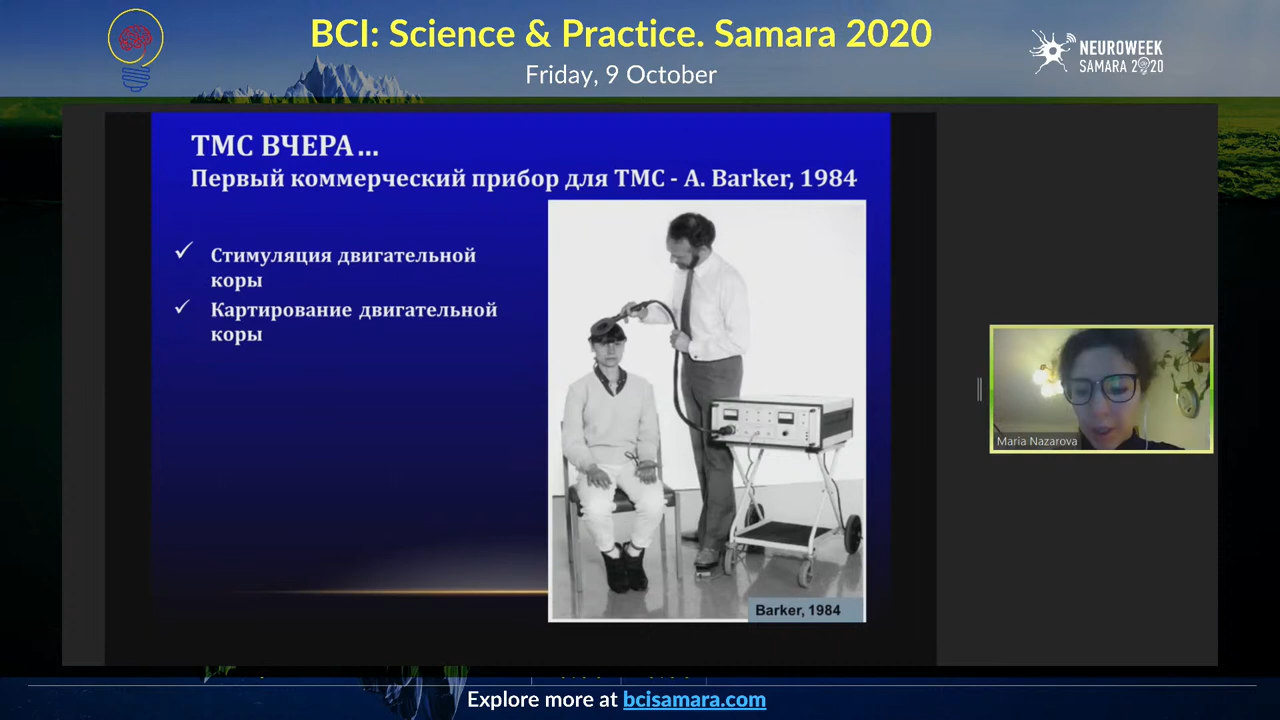 BCI: Science & Practice. Samara 2020
Friday, 9 October
NEUROWEEK
SAMARA 2020
ТМС ВЧЕРА...
Первый коммерческий прибор для ТМС - A. Barker, 1984
Стимуляция двигательной
коры
Картирование двигательной
коры
Barker, 1984
Maria Nazarova
Explore more at bcisamara.com